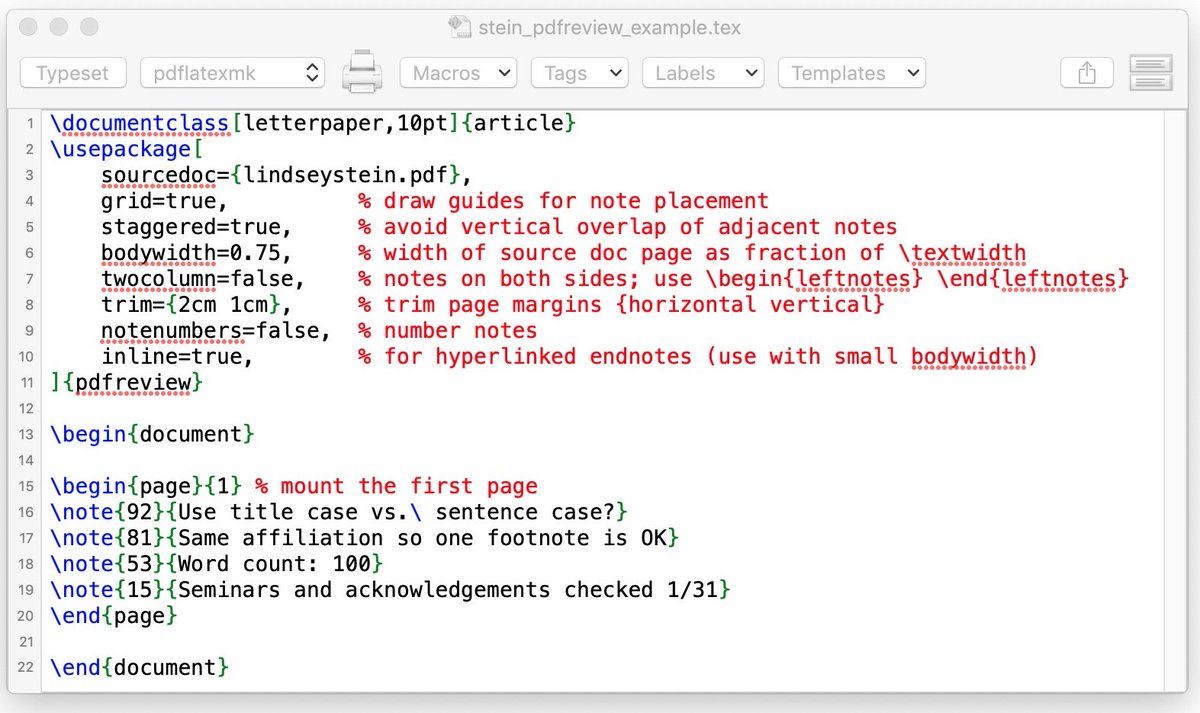 stein_pdfreview_example.tex
Typeset pdflatexmk Macros Tags Labels Templates
1 \documentclass[letterpaper,10pt]{article}
2 \usepackage[
3     sourcedoc={lindseystein.pdf},
4     grid=true,          % draw guides for note placement
5     staggered=true,     % avoid vertical overlap of adjacent notes
6     bodywidth=0.75,     % width of source doc page as fraction of \textwidth
7     twocolumn=false,    % notes on both sides; use \begin{leftnotes} \end{leftnotes}
8     trim={2cm 1cm},     % trim page margins {horizontal vertical}
9     notenumbers=false,  % number notes
10     inline=true,        % for hyperlinked endnotes (use with small bodywidth)
11 ]{pdfreview}
12
13 \begin{document}
14
15 \begin{page}{1} % mount the first page
16 \note{92}{Use title case vs.\ sentence case?}
17 \note{81}{Same affiliation so one footnote is OK}
18 \note{53}{Word count: 100}
19 \note{15}{Seminars and acknowledgements checked 1/31}
20 \end{page}
21
22 \end{document}